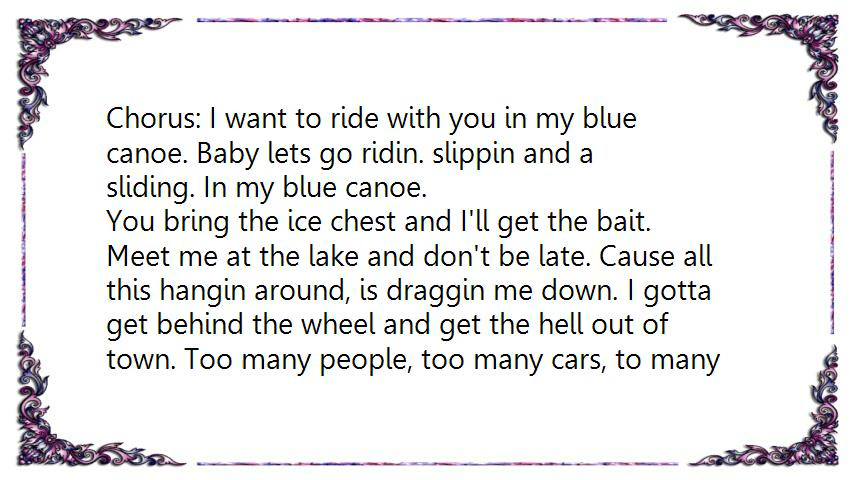 Chorus: I want to ride with you in my blue
canoe. Baby lets go ridin. slippin and a
sliding. In my blue canoe.
You bring the ice chest and I'll get the bait.
Meet me at the lake and don't be late. Cause all
this hangin around, is draggin me down. I gotta
get behind the wheel and get the hell out of
town. Too many people, too many cars, to many